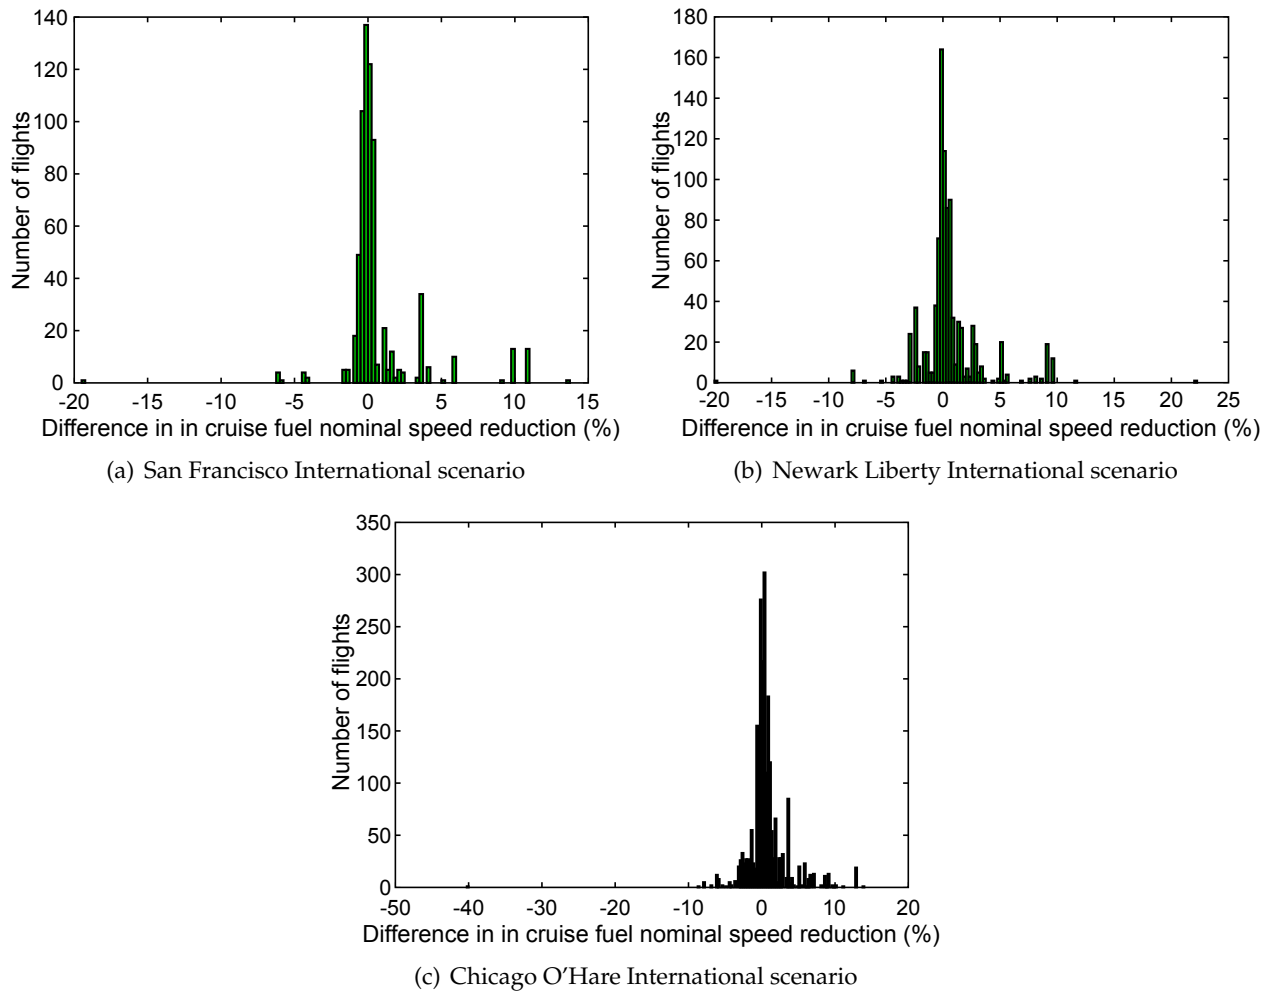 140
120
100
80
60
40
20
0
Number of flights
-20 -15 -10 -5 0 5 10 15
Difference in in cruise fuel nominal speed reduction (%)
(a) San Francisco International scenario
180
160
140
120
100
80
60
40
20
0
Number of flights
-20 -15 -10 -5 0 5 10 15 20 25
Difference in in cruise fuel nominal speed reduction (%)
(b) Newark Liberty International scenario
350
300
250
200
150
100
50
0
Number of flights
-50 -40 -30 -20 -10 0 10 20
Difference in in cruise fuel nominal speed reduction (%)
(c) Chicago O'Hare International scenario